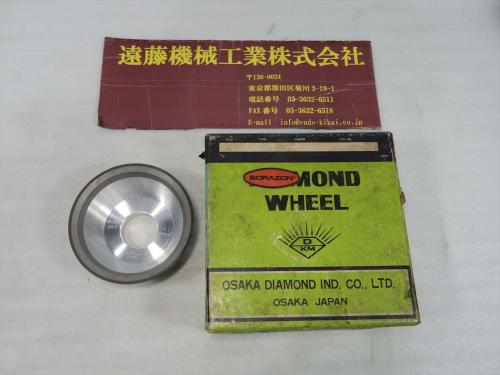 遠藤機械工業株式会社
〒130-0024
東京都墨田区菊川3-18-1
電話番号 03-3632-6511
FAX番号 03-3632-6518
E-mail info@endo-kikai.co.jp
BORAZON
MOND
WHEEL
D
KM
OSAKA DIAMOND IND. CO., LTD.
OSAKA JAPAN